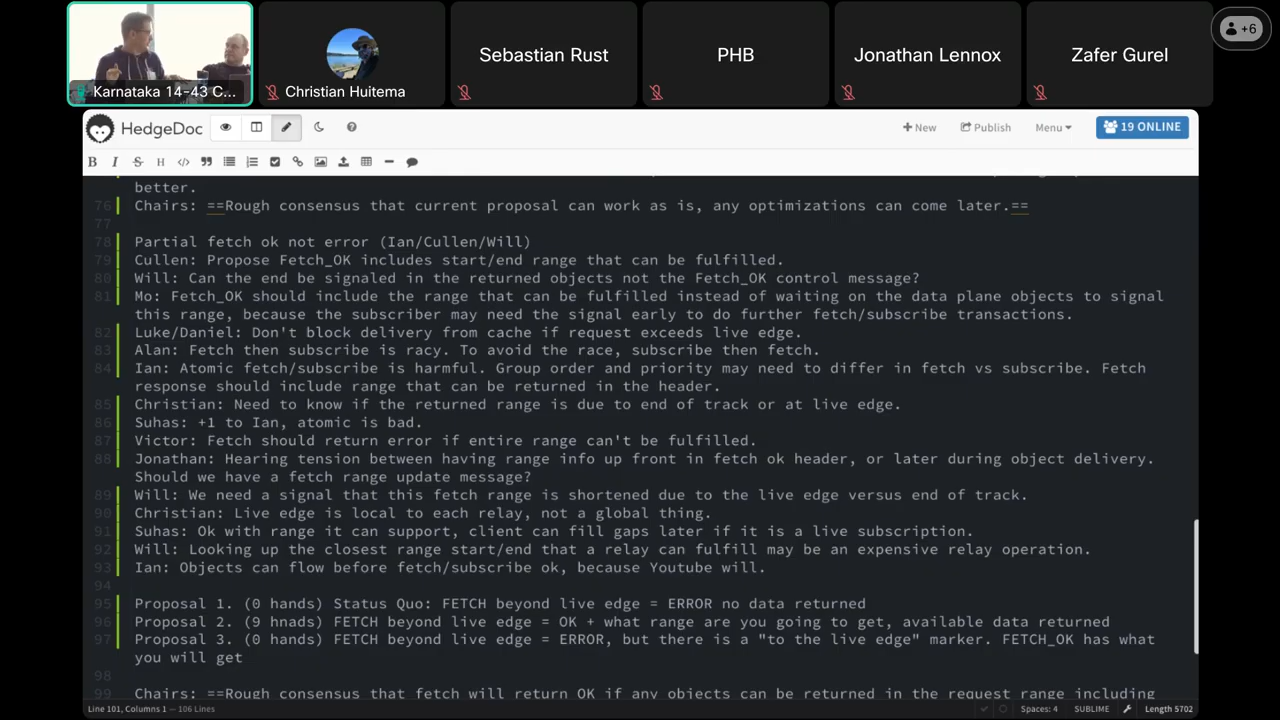 Karnataka 14-43 C...
Christian Huitema
Sebastian Rust
PHB
Jonathan Lennox
Zafer Gurel
+6
HedgeDoc
New
Publish
Menu
19 ONLINE
B I S H
better.
76 Chairs: ==Rough consensus that current proposal can work as is, any optimizations can come later.==
77
78 Partial fetch ok not error (Ian/Cullen/Will)
79 Cullen: Propose Fetch_OK includes start/end range that can be fulfilled.
80 Will: Can the end be signaled in the returned objects not the Fetch_OK control message?
81 Mo: Fetch_OK should include the range that can be fulfilled instead of waiting on the data plane objects to signal
this range, because the subscriber may need the signal early to do further fetch/subscribe transactions.
82 Luke/Daniel: Don't block delivery from cache if request exceeds live edge.
83 Alan: Fetch then subscribe is racy. To avoid the race, subscribe then fetch.
84 Ian: Atomic fetch/subscribe is harmful. Group order and priority may need to differ in fetch vs subscribe. Fetch
response should include range that can be returned in the header.
85 Christian: Need to know if the returned range is due to end of track or at live edge.
86 Suhas: +1 to Ian, atomic is bad.
87 Victor: Fetch should return error if entire range can't be fulfilled.
88 Jonathan: Hearing tension between having range info up front in fetch ok header, or later during object delivery.
Should we have a fetch range update message?
89 Will: We need a signal that this fetch range is shortened due to the live edge versus end of track.
90 Christian: Live edge is local to each relay, not a global thing.
91 Suhas: Ok with range it can support, client can fill gaps later if it is a live subscription.
92 Will: Looking up the closest range start/end that a relay can fulfill may be an expensive relay operation.
93 Ian: Objects can flow before fetch/subscribe ok, because Youtube will.
94
95 Proposal 1. (0 hands) Status Quo: FETCH beyond live edge = ERROR no data returned
96 Proposal 2. (9 hnads) FETCH beyond live edge = OK + what range are you going to get, available data returned
97 Proposal 3. (0 hands) FETCH beyond live edge = ERROR, but there is a "to the live edge" marker. FETCH_OK has what
you will get
98
99 Chairs: ==Rough consensus that fetch will return OK if any objects can be returned in the request range including
Line 101, Columns 1 — 106 Lines
Spaces: 4
SUBLIME
Length 5702